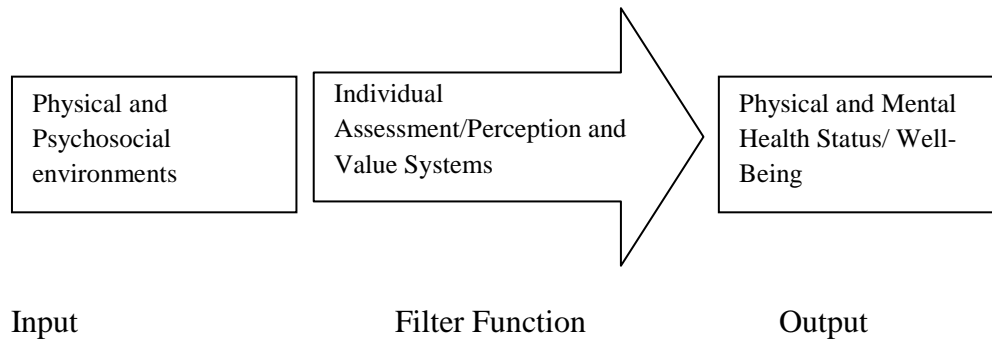 Physical and
Psychosocial
environments
Individual
Assessment/Perception and
Value Systems
Physical and Mental
Health Status/ Well-
Being
Input
Filter Function
Output